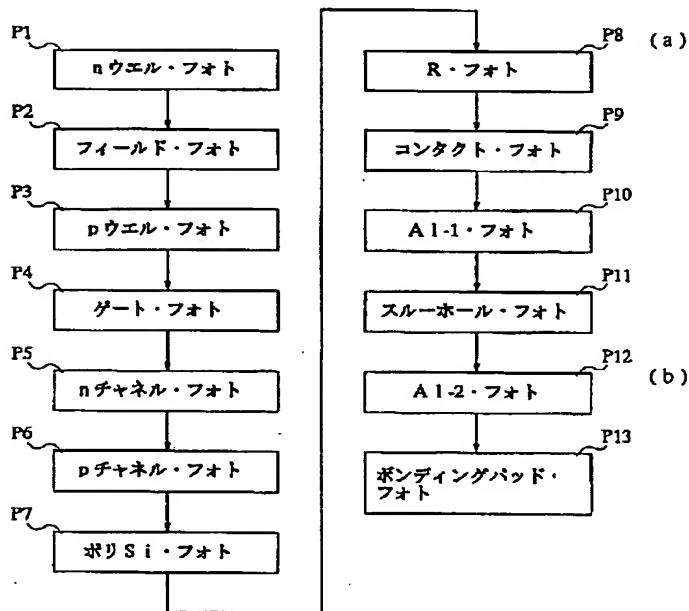 P1
nウエル・フォト
P2
フィールド・フォト
P3
pウエル・フォト
P4
ゲート・フォト
P5
nチャネル・フォト
P6
pチャネル・フォト
P7
ポリSi・フォト
P8
(a)
R・フォト
P9
コンタクト・フォト
P10
Al-1・フォト
P11
スルーホール・フォト
P12
(b)
Al-2・フォト
P13
ボンディングパッド・
フォト